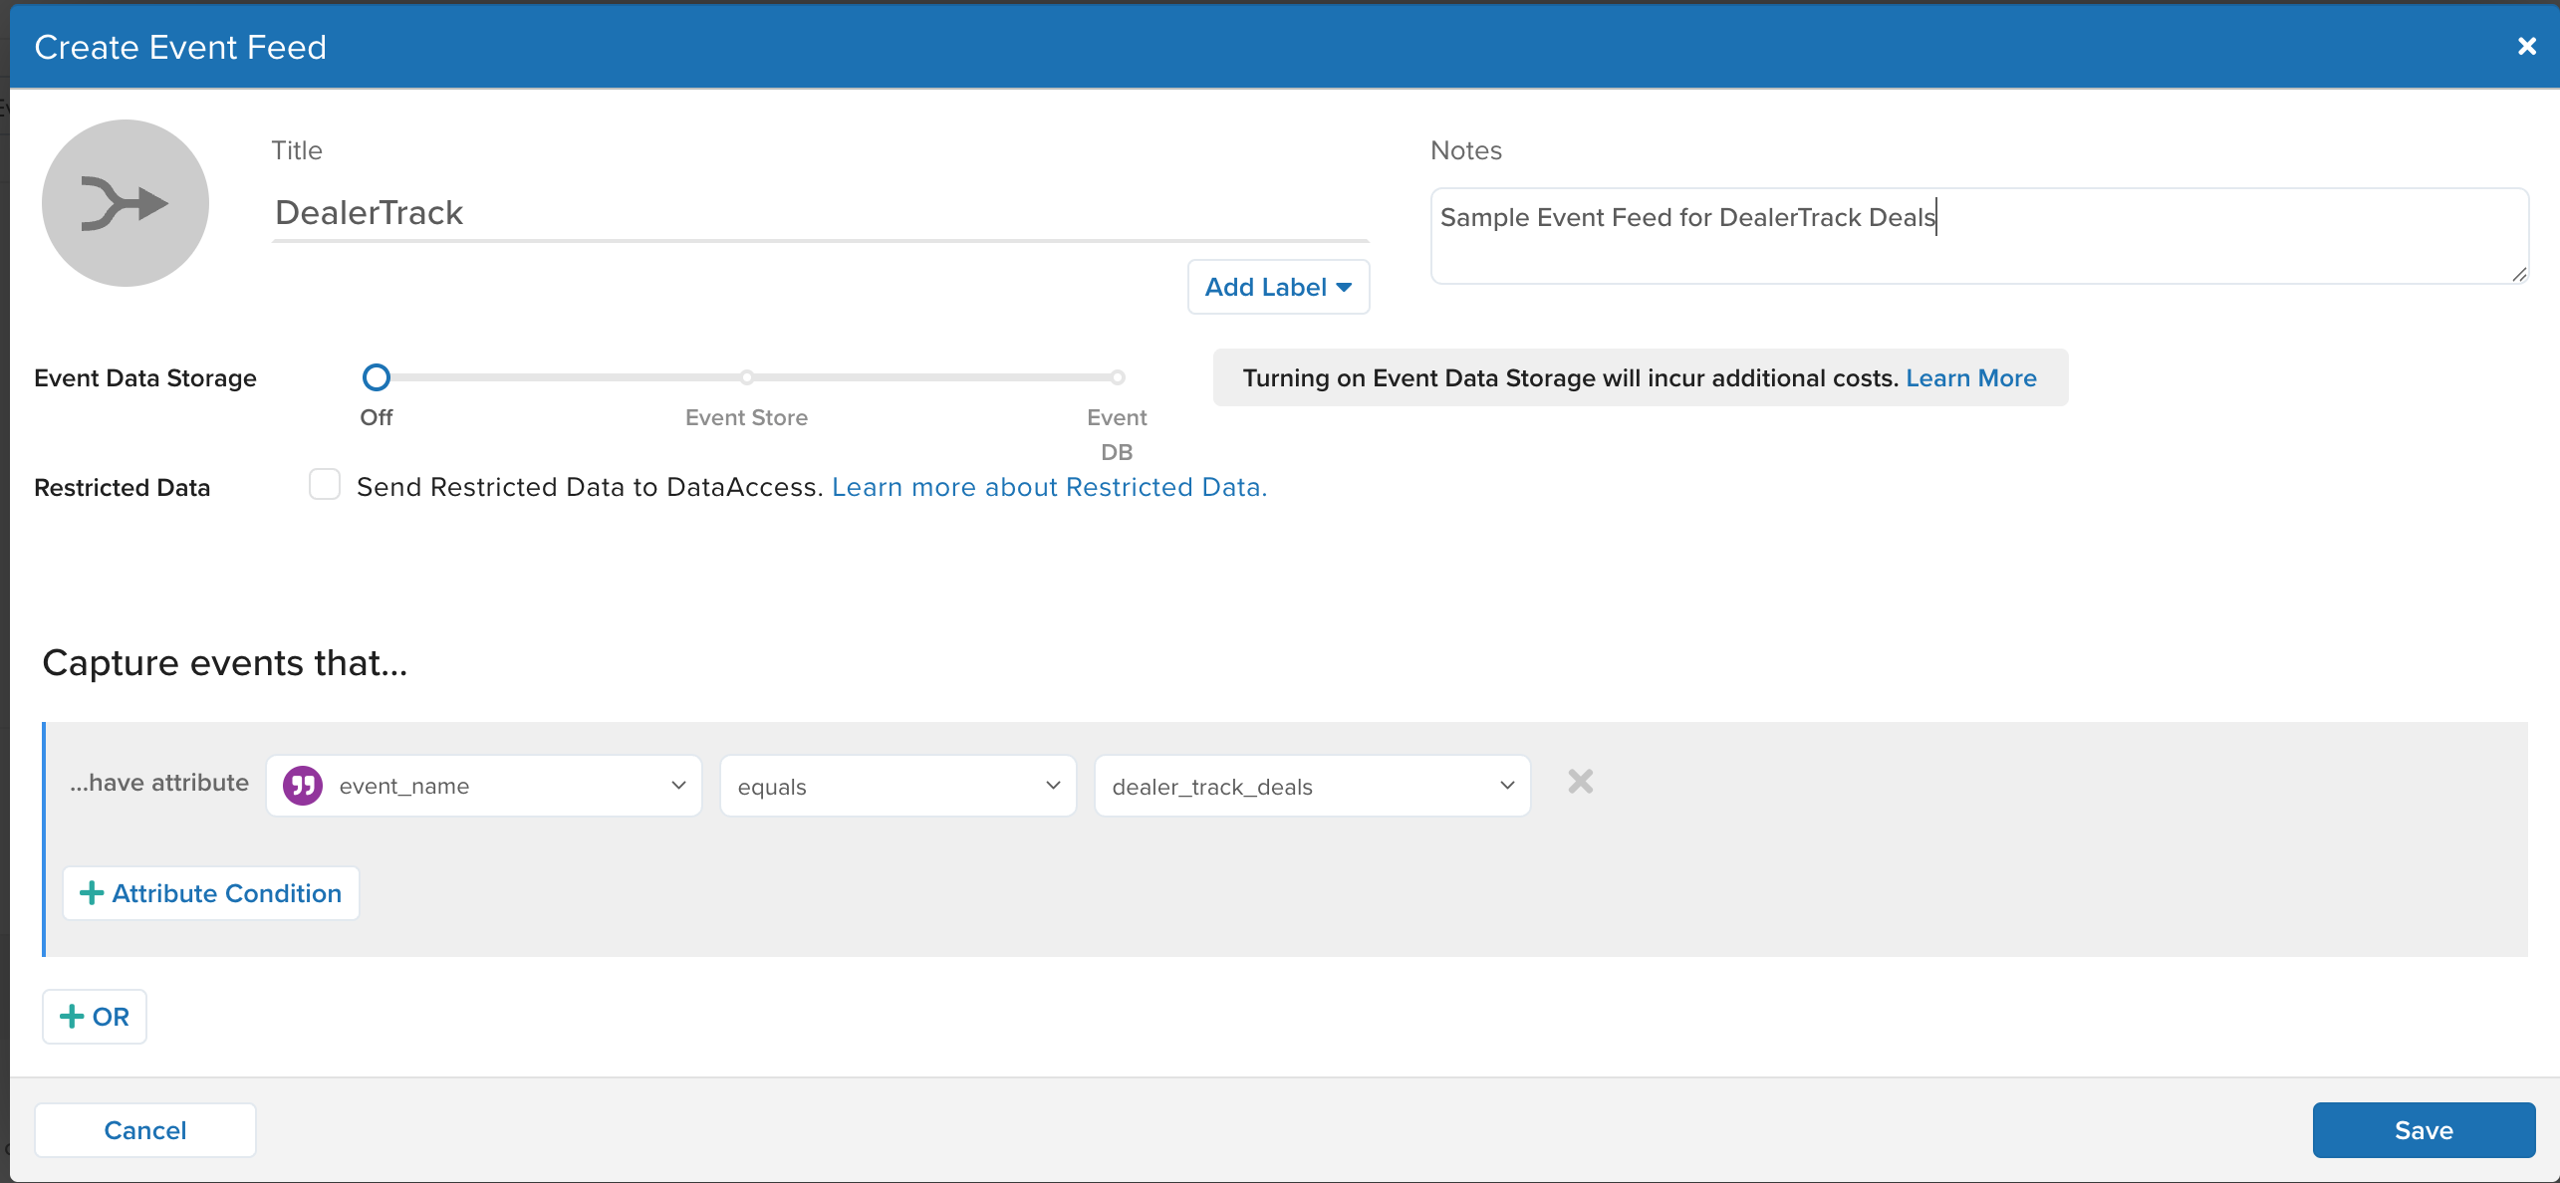 Create Event Feed
Title
Notes
DealerTrack
Sample Event Feed for DealerTrack Deals
Add Label
Event Data Storage
Off
Event Store
Event
DB
Turning on Event Data Storage will incur additional costs. Learn More
Restricted Data
Send Restricted Data to DataAccess. Learn more about Restricted Data.
Capture events that...
...have attribute
event_name
equals
dealer_track_deals
Attribute Condition
OR
Cancel
Save